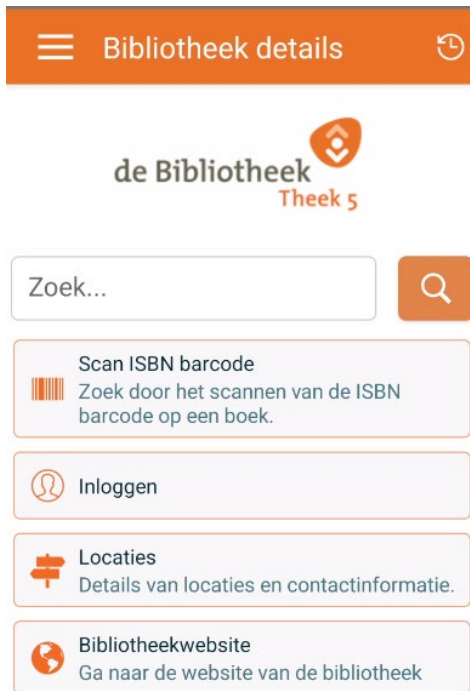 Bibliotheek details
de Bibliotheek
Theek 5
Zoek...
Scan ISBN barcode
Zoek door het scannen van de ISBN
barcode op een boek.
Inloggen
Locaties
Details van locaties en contactinformatie.
Bibliotheekwebsite
Ga naar de website van de bibliotheek